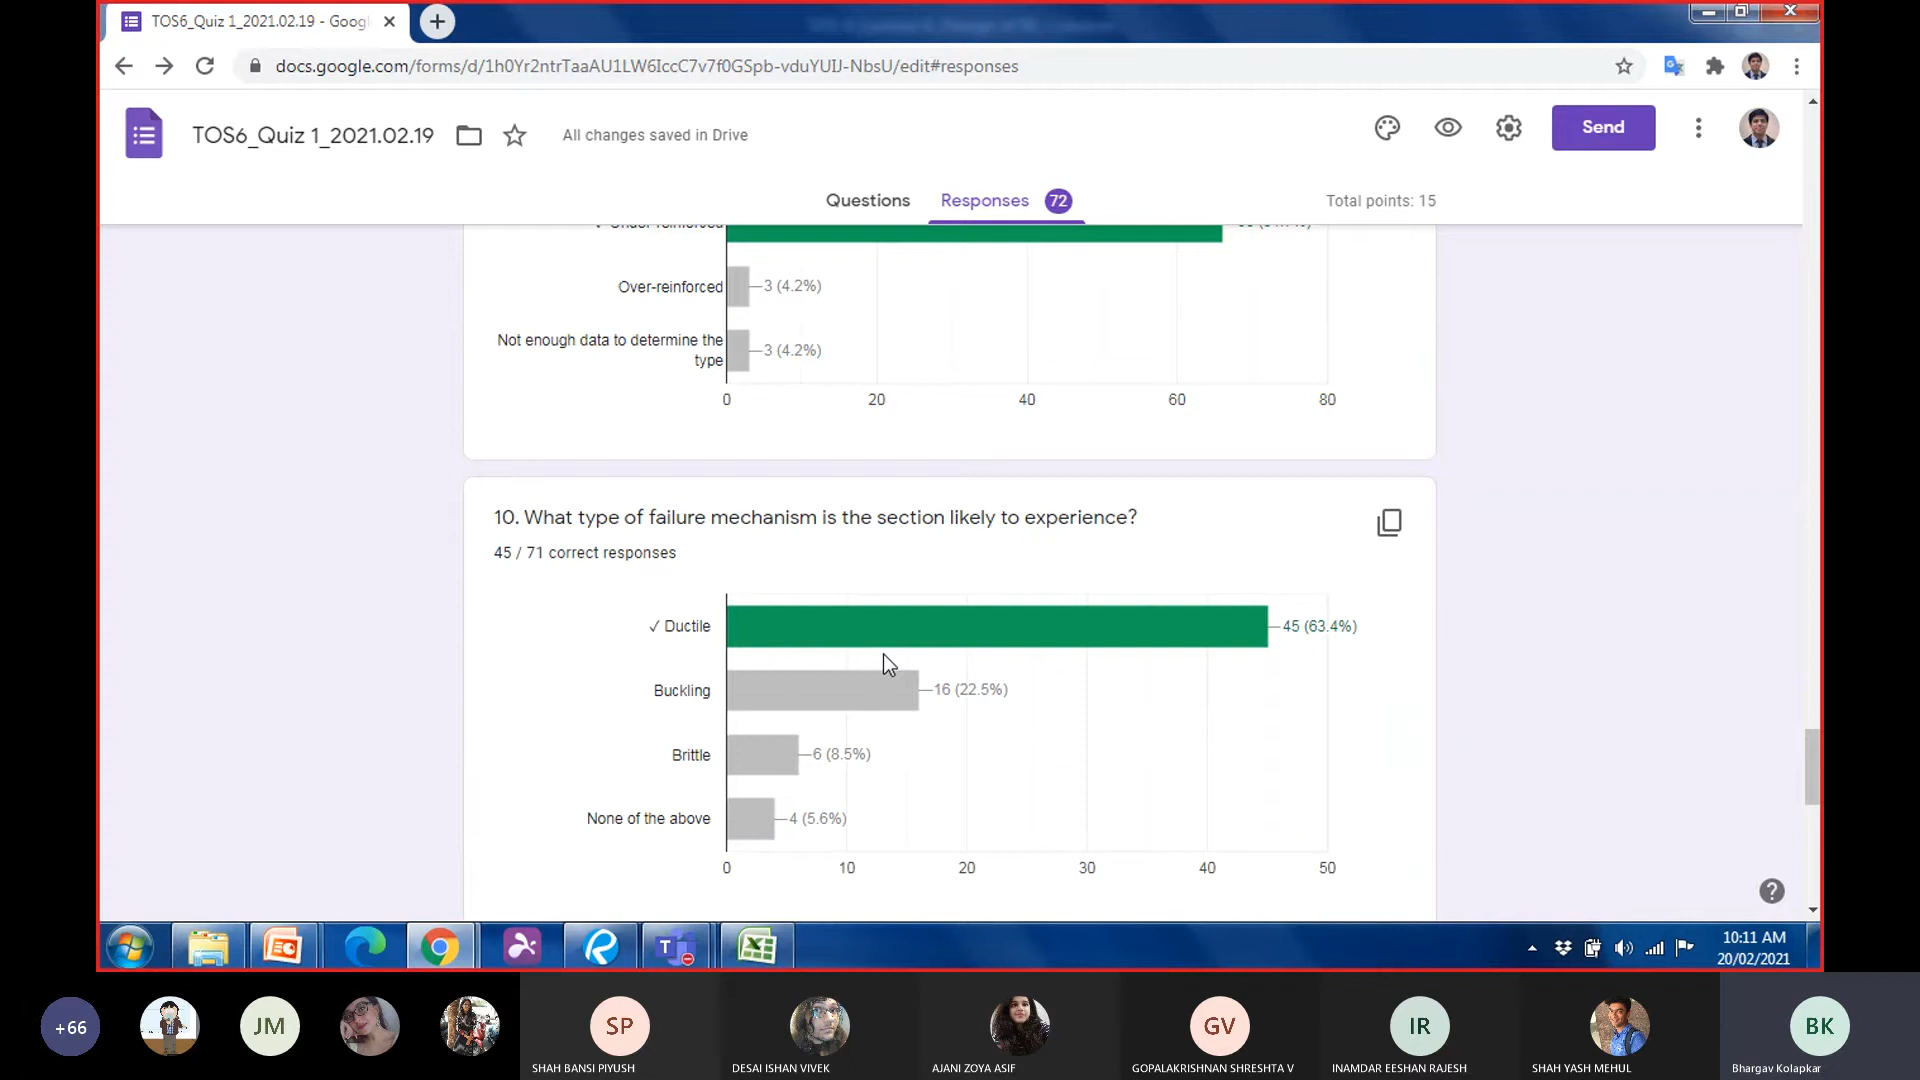 TOS6_Quiz 1_2021.02.19 - Goog
docs.google.com/forms/d/1h0Yr2ntrTaaAU1LW6IccC7v7f0GSpb-vduYUIJ-NbsU/edit#responses
TOS6_Quiz 1_2021.02.19
All changes saved in Drive
Send
Questions
Responses
72
Total points: 15
Over-reinforced
3 (4.2%)
Not enough data to determine the
type
3 (4.2%)
0 20 40 60 80
10. What type of failure mechanism is the section likely to experience?
45 / 71 correct responses
✓ Ductile
45 (63.4%)
Buckling
16 (22.5%)
Brittle
6 (8.5%)
None of the above
4 (5.6%)
0 10 20 30 40 50
10:11 AM
20/02/2021
+66
JM
SP
GV
IR
BK
SHAH BANSI PIYUSH
DESAI ISHAN VIVEK
AJANI ZOYA ASIF
GOPALAKRISHNAN SHRESHTA V
INAMDAR EESHAN RAJESH
SHAH YASH MEHUL
Bhargav Kolapkar